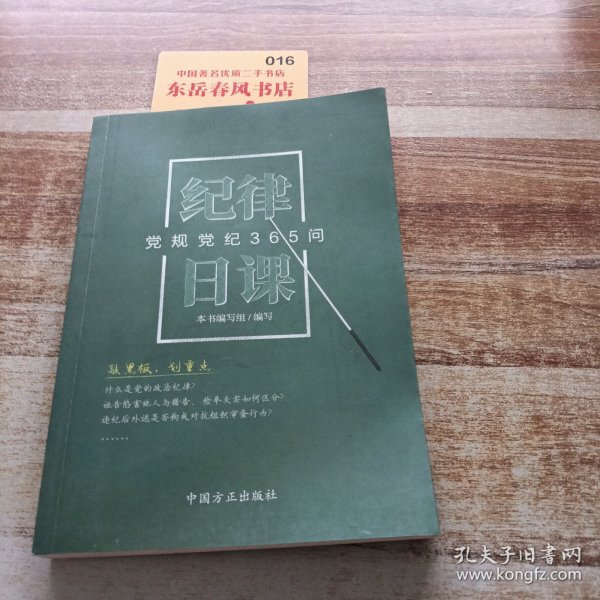 016
中国著名优质二手书店
东岳春风书店
纪律
党规党纪365问
日课
本书编写组/编写
敲黑板，划重点
什么是党的政治纪律？
诬告陷害他人与错告、检举失实如何区分？
违纪后外逃是否构成对抗组织审查行为？
......
中国方正出版社
孔夫子旧书网
www.kongfz.com